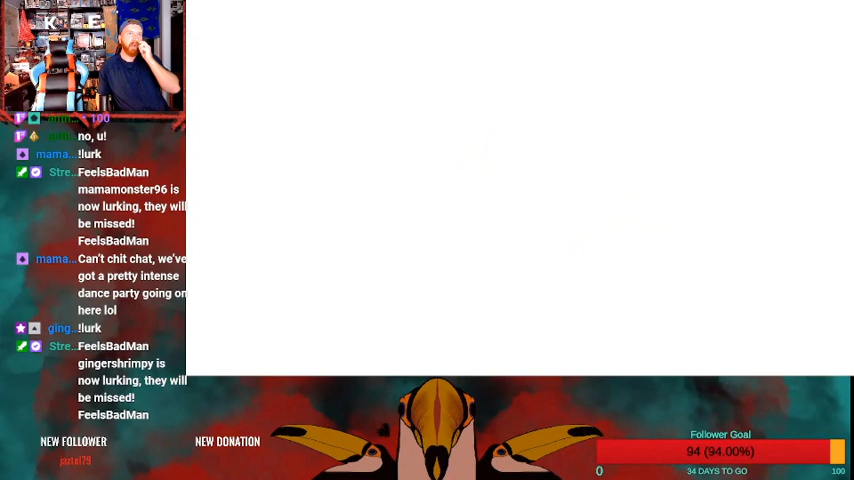 K E
100
no, u!
mama... !lurk
Stre... FeelsBadMan
mamamonster96 is
now lurking, they will
be missed!
FeelsBadMan
mama... Can't chit chat, we've
got a pretty intense
dance party going on
here lol
ging... !lurk
Stre... FeelsBadMan
gingershrimpy is
now lurking, they will
be missed!
FeelsBadMan
NEW FOLLOWER
NEW DONATION
Follower Goal
94 (94.00%)
0
34 DAYS TO GO
100